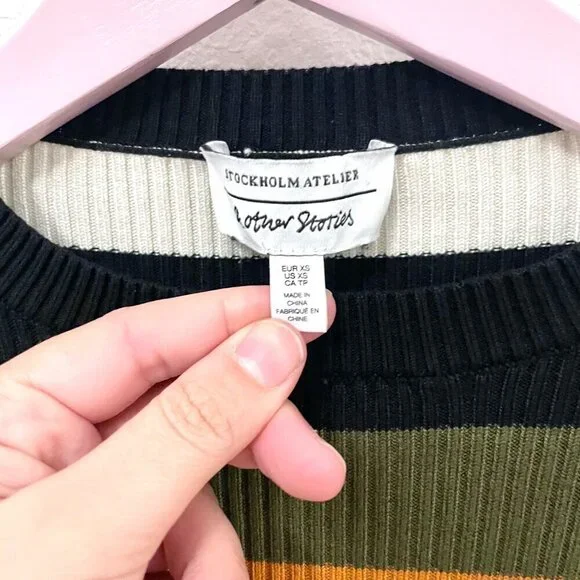 STOCKHOLM ATELIER
& other Stories
EUR XS
US XS
CA TP
MADE IN
CHINA
FABRIQUÉ EN
CHINE